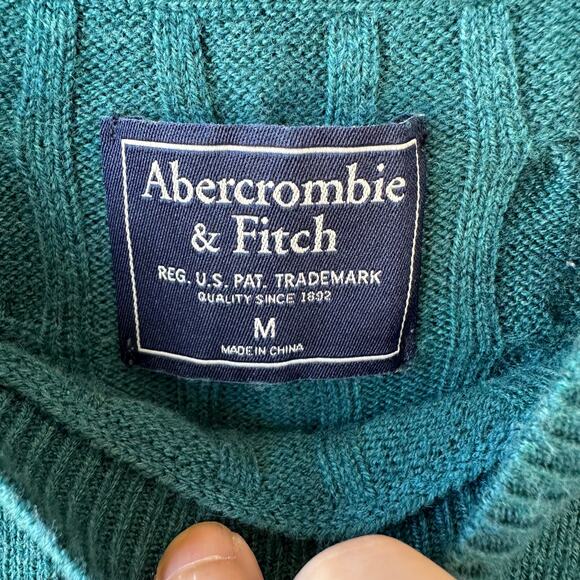 Abercrombie
& Fitch
REG. U.S. PAT. TRADEMARK
QUALITY SINCE 1892
M
MADE IN CHINA